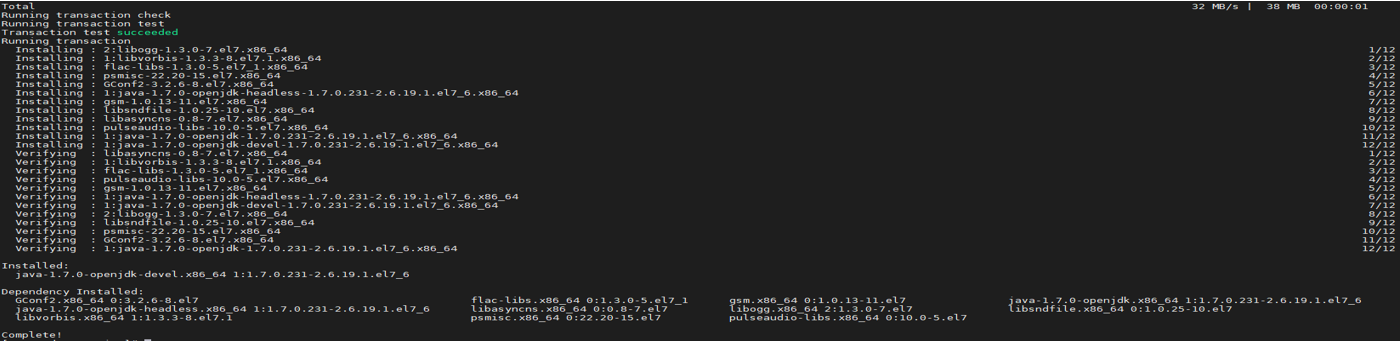 Total 32 MB/s | 38 MB 00:00:01
Running transaction check
Running transaction test
Transaction test succeeded
Running transaction
Installing : 2:libogg-1.3.0-7.el7.x86_64 1/12
Installing : 1:libvorbis-1.3.3-8.el7.1.x86_64 2/12
Installing : flac-libs-1.3.0-5.el7_1.x86_64 3/12
Installing : psmisc-22.20-15.el7.x86_64 4/12
Installing : GConf2-3.2.6-8.el7.x86_64 5/12
Installing : 1:java-1.7.0-openjdk-headless-1.7.0.231-2.6.19.1.el7_6.x86_64 6/12
Installing : gsm-1.0.13-11.el7.x86_64 7/12
Installing : libsndfile-1.0.25-10.el7.x86_64 8/12
Installing : libasyncns-0.8-7.el7.x86_64 9/12
Installing : pulseaudio-libs-10.0-5.el7.x86_64 10/12
Installing : 1:java-1.7.0-openjdk-1.7.0.231-2.6.19.1.el7_6.x86_64 11/12
Installing : 1:java-1.7.0-openjdk-devel-1.7.0.231-2.6.19.1.el7_6.x86_64 12/12
Verifying : libasyncns-0.8-7.el7.x86_64 1/12
Verifying : 1:libvorbis-1.3.3-8.el7.1.x86_64 2/12
Verifying : flac-libs-1.3.0-5.el7_1.x86_64 3/12
Verifying : pulseaudio-libs-10.0-5.el7.x86_64 4/12
Verifying : gsm-1.0.13-11.el7.x86_64 5/12
Verifying : 1:java-1.7.0-openjdk-headless-1.7.0.231-2.6.19.1.el7_6.x86_64 6/12
Verifying : 1:java-1.7.0-openjdk-devel-1.7.0.231-2.6.19.1.el7_6.x86_64 7/12
Verifying : 2:libogg-1.3.0-7.el7.x86_64 8/12
Verifying : libsndfile-1.0.25-10.el7.x86_64 9/12
Verifying : psmisc-22.20-15.el7.x86_64 10/12
Verifying : GConf2-3.2.6-8.el7.x86_64 11/12
Verifying : 1:java-1.7.0-openjdk-1.7.0.231-2.6.19.1.el7_6.x86_64 12/12
Installed:
java-1.7.0-openjdk-devel.x86_64 1:1.7.0.231-2.6.19.1.el7_6
Dependency Installed:
GConf2.x86_64 0:3.2.6-8.el7 flac-libs.x86_64 0:1.3.0-5.el7_1 gsm.x86_64 0:1.0.13-11.el7 java-1.7.0-openjdk.x86_64 1:1.7.0.231-2.6.19.1.el7_6
java-1.7.0-openjdk-headless.x86_64 1:1.7.0.231-2.6.19.1.el7_6 libasyncns.x86_64 0:0.8-7.el7 libogg.x86_64 2:1.3.0-7.el7 libsndfile.x86_64 0:1.0.25-10.el7
libvorbis.x86_64 1:1.3.3-8.el7.1 psmisc.x86_64 0:22.20-15.el7 pulseaudio-libs.x86_64 0:10.0-5.el7
Complete!